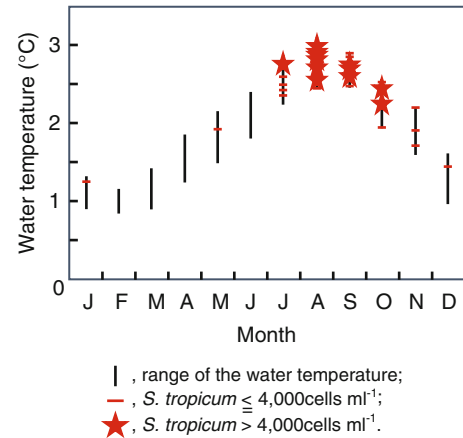 Water temperature (°C)
3
2
1
0
J F M A M J J A S O N D
Month
, range of the water temperature;
, S. tropicum ≦ 4,000cells ml-1;
, S. tropicum > 4,000cells ml-1.